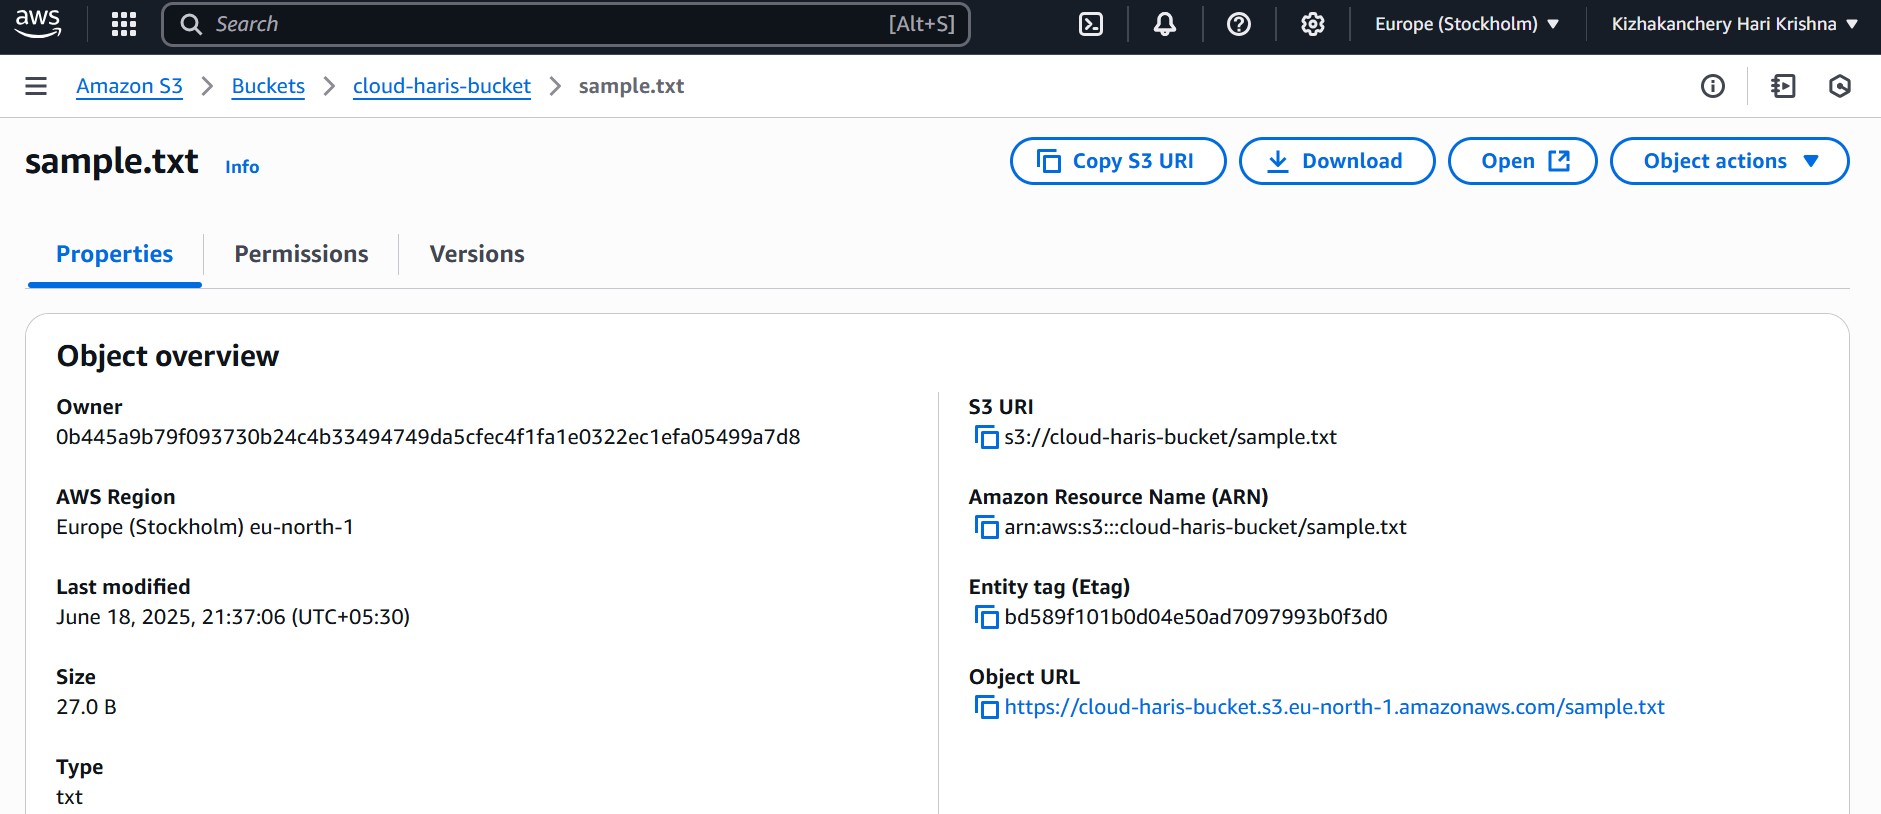 aws
Search [Alt+S]
Europe (Stockholm)
Kizhakanchery Hari Krishna
Amazon S3 > Buckets > cloud-haris-bucket > sample.txt
sample.txt Info
Copy S3 URI
Download
Open
Object actions
Properties
Permissions
Versions
Object overview
Owner
0b445a9b79f093730b24c4b33494749da5cfec4f1fa1e0322ec1efa05499a7d8
AWS Region
Europe (Stockholm) eu-north-1
Last modified
June 18, 2025, 21:37:06 (UTC+05:30)
Size
27.0 B
Type
txt
S3 URI
s3://cloud-haris-bucket/sample.txt
Amazon Resource Name (ARN)
arn:aws:s3:::cloud-haris-bucket/sample.txt
Entity tag (Etag)
bd589f101b0d04e50ad7097993b0f3d0
Object URL
https://cloud-haris-bucket.s3.eu-north-1.amazonaws.com/sample.txt